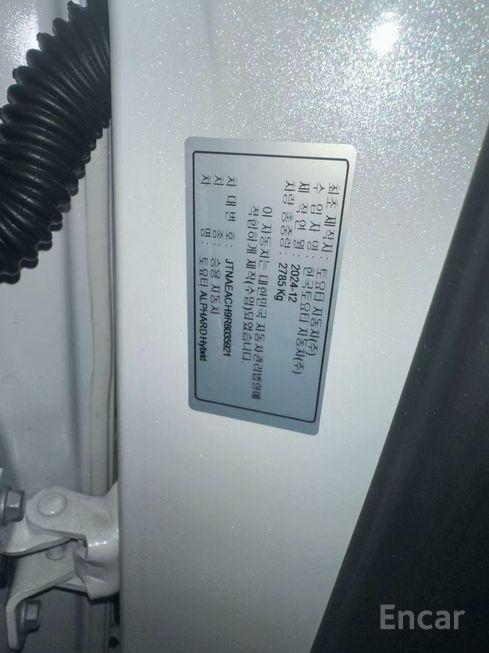 최초 제작사 : 토요타 자동차(주)
수 입 자 명 : 한국토요타 자동차(주)
제 작 연 월 : 2024-12
차량 총중량 : 2785 Kg
이 자동차는 대한민국 자동차관리법령에
적합하게 제작(수입)되었습니다.
차 대 번 호 : JTNAEACH9R8035921
차 종 : 승용 자동차
차 명 : 토요타 ALPHARD Hybrid
Encar